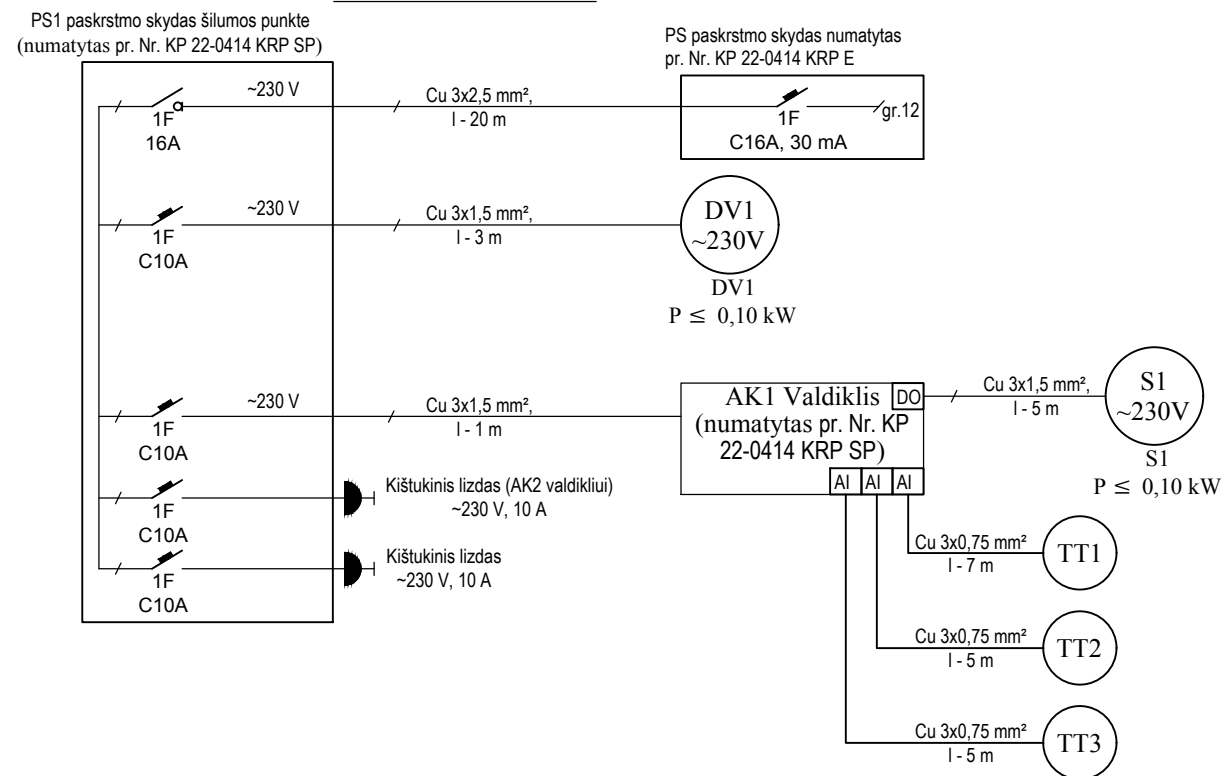 PS1 paskrstmo skydas šilumos punkte
(numatytas pr. Nr. KP 22-0414 KRP SP)
PS paskrstmo skydas numatytas
pr. Nr. KP 22-0414 KRP E
~230 V
1F
16A
Cu 3x2,5 mm²,
l - 20 m
1F
gr.12
C16A, 30 mA
~230 V
1F
C10A
Cu 3x1,5 mm²,
l - 3 m
DV1
~230V
DV1
P ≤ 0,10 kW
~230 V
1F
C10A
Cu 3x1,5 mm²,
l - 1 m
AK1 Valdiklis
DO
(numatytas pr. Nr. KP
22-0414 KRP SP)
AI AI AI
Cu 3x1,5 mm²,
l - 5 m
S1
~230V
S1
P ≤ 0,10 kW
1F
C10A
Kištukinis lizdas (AK2 valdikliui)
~230 V, 10 A
1F
C10A
Kištukinis lizdas
~230 V, 10 A
Cu 3x0,75 mm²
l - 7 m
TT1
Cu 3x0,75 mm²
l - 5 m
TT2
Cu 3x0,75 mm²
l - 5 m
TT3